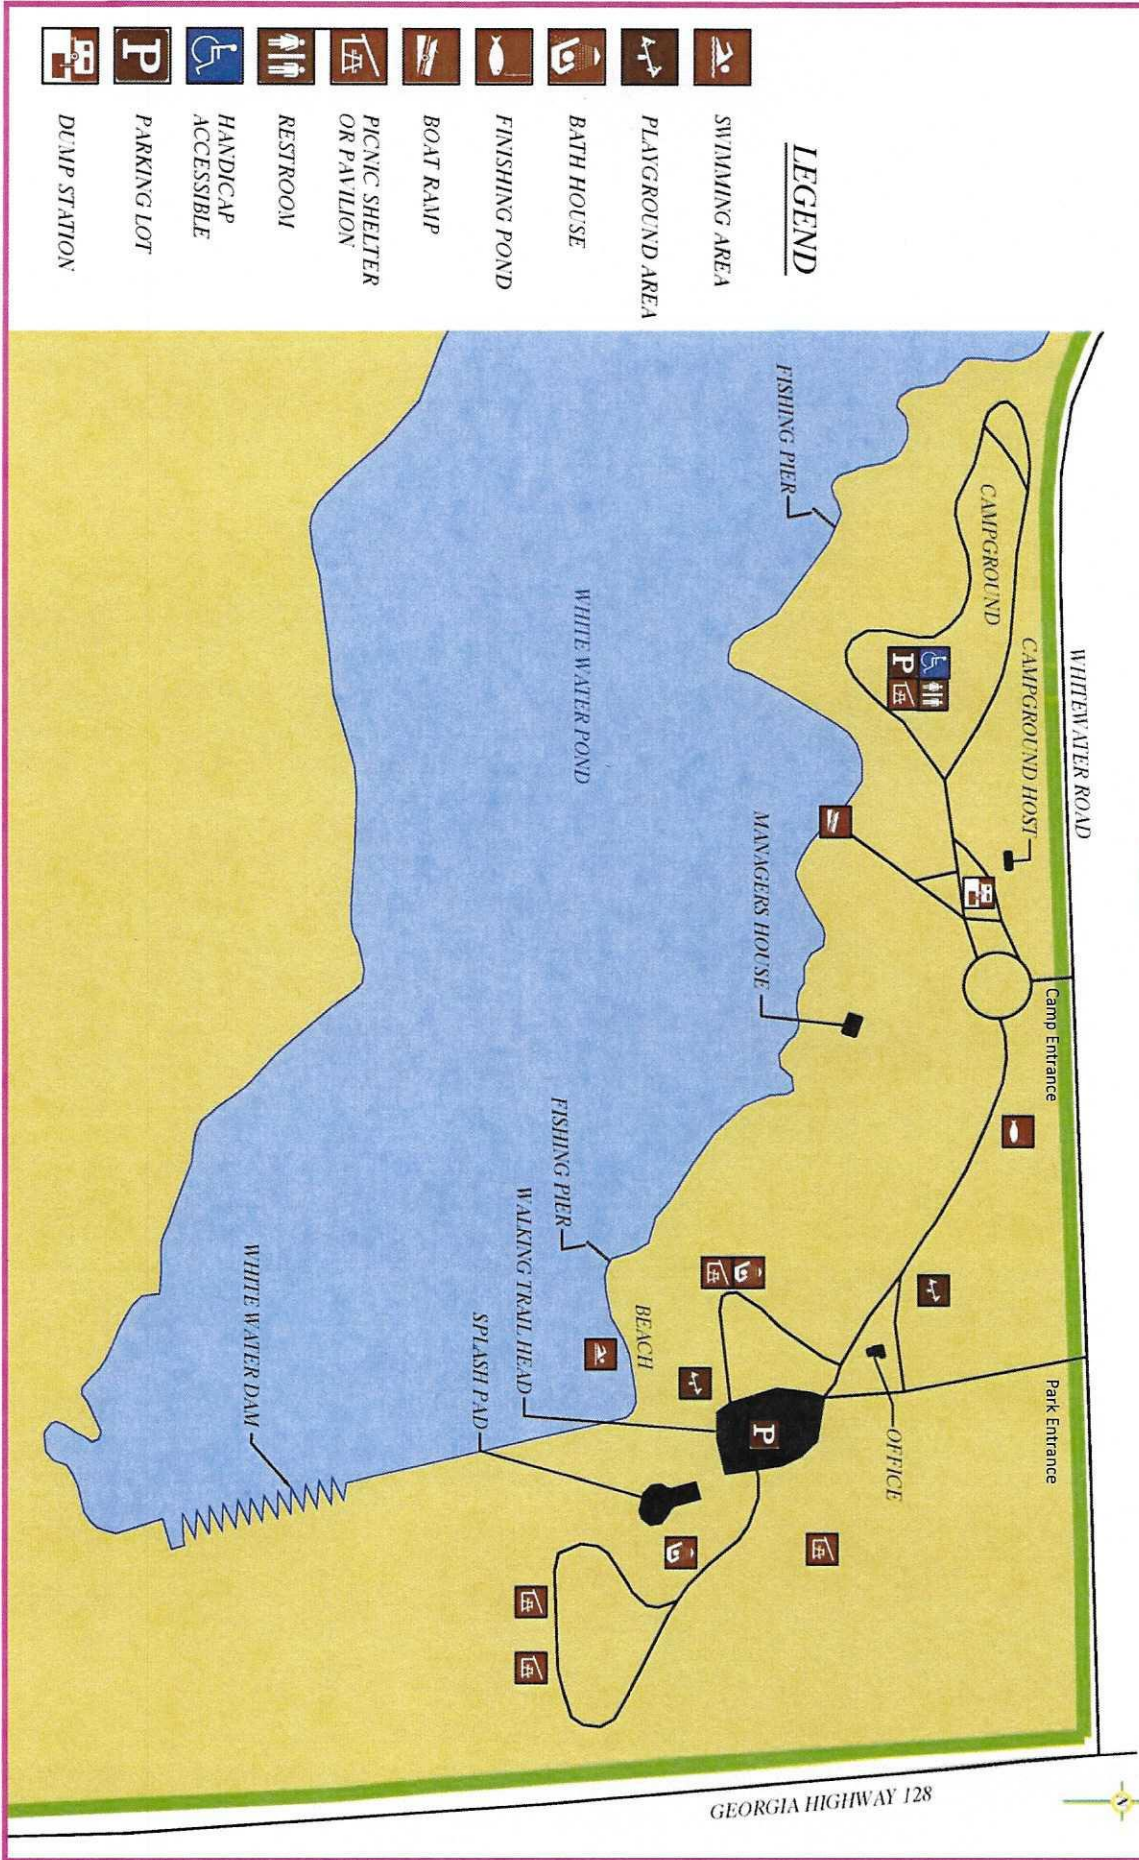 LEGEND
SWIMMING AREA
PLAYGROUND AREA
BATH HOUSE
FINISHING POND
BOAT RAMP
PICNIC SHELTER
OR PAVILION
RESTROOM
HANDICAP
ACCESSIBLE
P
PARKING LOT
DUMP STATION
WHITEWATER ROAD
CAMPGROUND HOST
CAMPGROUND
P
FISHING PIER
Camp Entrance
Park Entrance
MANAGERS HOUSE
WHITE WATER POND
OFFICE
P
BEACH
FISHING PIER
WALKING TRAIL HEAD
SPLASH PAD
WHITE WATER DAM
GEORGIA HIGHWAY 128